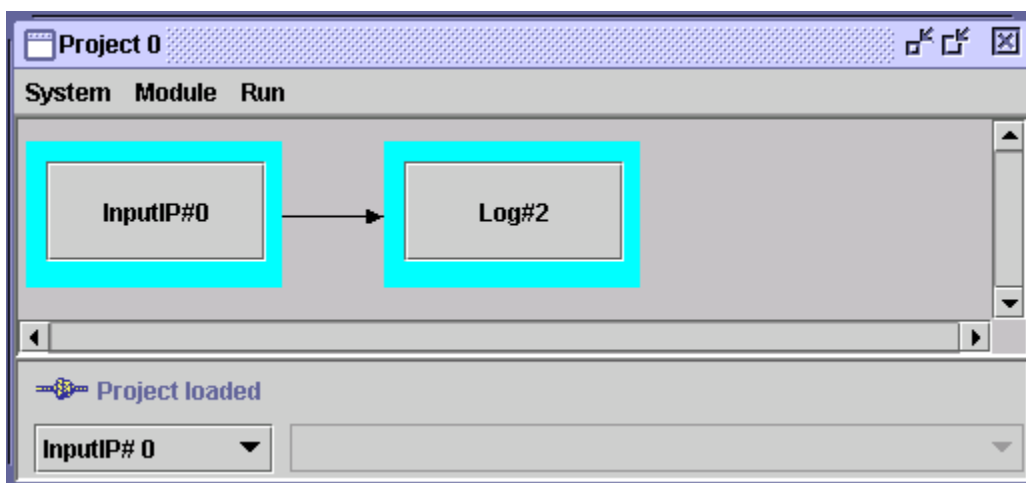 Project 0
System Module Run
InputIP#0 Log#2
Project loaded
InputIP# 0